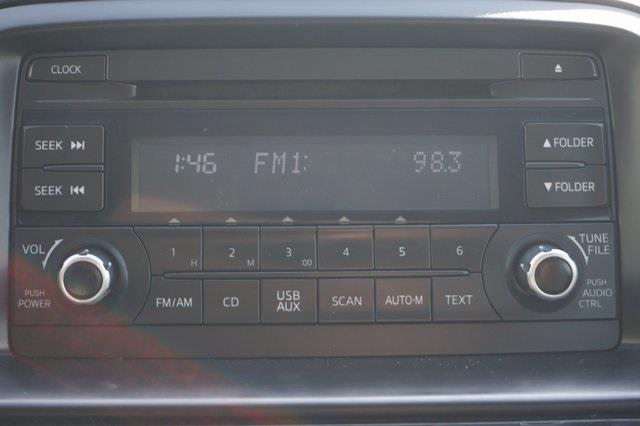 CLOCK
SEEK
SEEK
1:46 FM1: 98.3
FOLDER
FOLDER
VOL
PUSH
POWER
1 H
2 M
3 :00
4
5
6
FM/AM
CD
USB
AUX
SCAN
AUTO-M
TEXT
TUNE
FILE
PUSH
AUDIO
CTRL